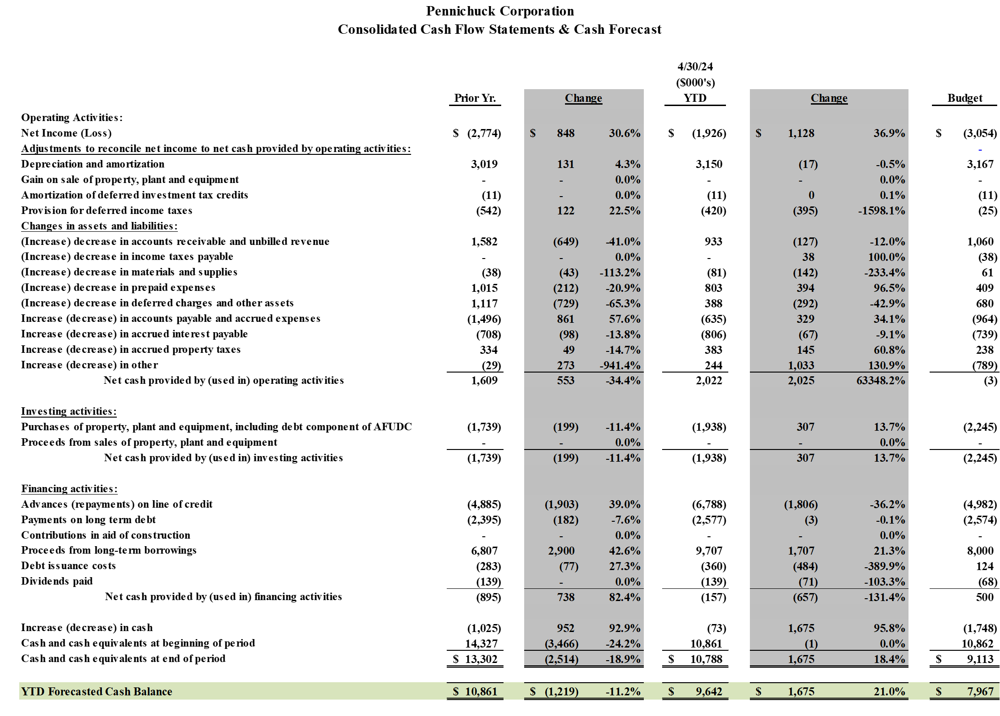 Pennichuck Corporation
Consolidated Cash Flow Statements & Cash Forecast
4/30/24
($000's)
Prior Yr. Change YTD Change Budget
Operating Activities:
Net Income (Loss) $ (2,774) $ 848 30.6% $ (1,926) $ 1,128 36.9% $ (3,054)
Adjustments to reconcile net income to net cash provided by operating activities: -
Depreciation and amortization 3,019 131 4.3% 3,150 (17) -0.5% 3,167
Gain on sale of property, plant and equipment - - 0.0% - - 0.0% -
Amortization of deferred investment tax credits (11) - 0.0% (11) 0 0.1% (11)
Provision for deferred income taxes (542) 122 22.5% (420) (395) -1598.1% (25)
Changes in assets and liabilities:
(Increase) decrease in accounts receivable and unbilled revenue 1,582 (649) -41.0% 933 (127) -12.0% 1,060
(Increase) decrease in income taxes payable - - 0.0% - 38 100.0% (38)
(Increase) decrease in materials and supplies (38) (43) -113.2% (81) (142) -233.4% 61
(Increase) decrease in prepaid expenses 1,015 (212) -20.9% 803 394 96.5% 409
(Increase) decrease in deferred charges and other assets 1,117 (729) -65.3% 388 (292) -42.9% 680
Increase (decrease) in accounts payable and accrued expenses (1,496) 861 57.6% (635) 329 34.1% (964)
Increase (decrease) in accrued interest payable (708) (98) -13.8% (806) (67) -9.1% (739)
Increase (decrease) in accrued property taxes 334 49 -14.7% 383 145 60.8% 238
Increase (decrease) in other (29) 273 -941.4% 244 1,033 130.9% (789)
Net cash provided by (used in) operating activities 1,609 553 -34.4% 2,022 2,025 63348.2% (3)
Investing activities:
Purchases of property, plant and equipment, including debt component of AFUDC (1,739) (199) -11.4% (1,938) 307 13.7% (2,245)
Proceeds from sales of property, plant and equipment - - 0.0% - - 0.0% -
Net cash provided by (used in) investing activities (1,739) (199) -11.4% (1,938) 307 13.7% (2,245)
Financing activities:
Advances (repayments) on line of credit (4,885) (1,903) 39.0% (6,788) (1,806) -36.2% (4,982)
Payments on long term debt (2,395) (182) -7.6% (2,577) (3) -0.1% (2,574)
Contributions in aid of construction - - 0.0% - - 0.0% -
Proceeds from long-term borrowings 6,807 2,900 42.6% 9,707 1,707 21.3% 8,000
Debt issuance costs (283) (77) 27.3% (360) (484) -389.9% 124
Dividends paid (139) - 0.0% (139) (71) -103.3% (68)
Net cash provided by (used in) financing activities (895) 738 82.4% (157) (657) -131.4% 500
Increase (decrease) in cash (1,025) 952 92.9% (73) 1,675 95.8% (1,748)
Cash and cash equivalents at beginning of period 14,327 (3,466) -24.2% 10,861 (1) 0.0% 10,862
Cash and cash equivalents at end of period $ 13,302 (2,514) -18.9% $ 10,788 1,675 18.4% $ 9,113
YTD Forecasted Cash Balance $ 10,861 $ (1,219) -11.2% $ 9,642 $ 1,675 21.0% $ 7,967